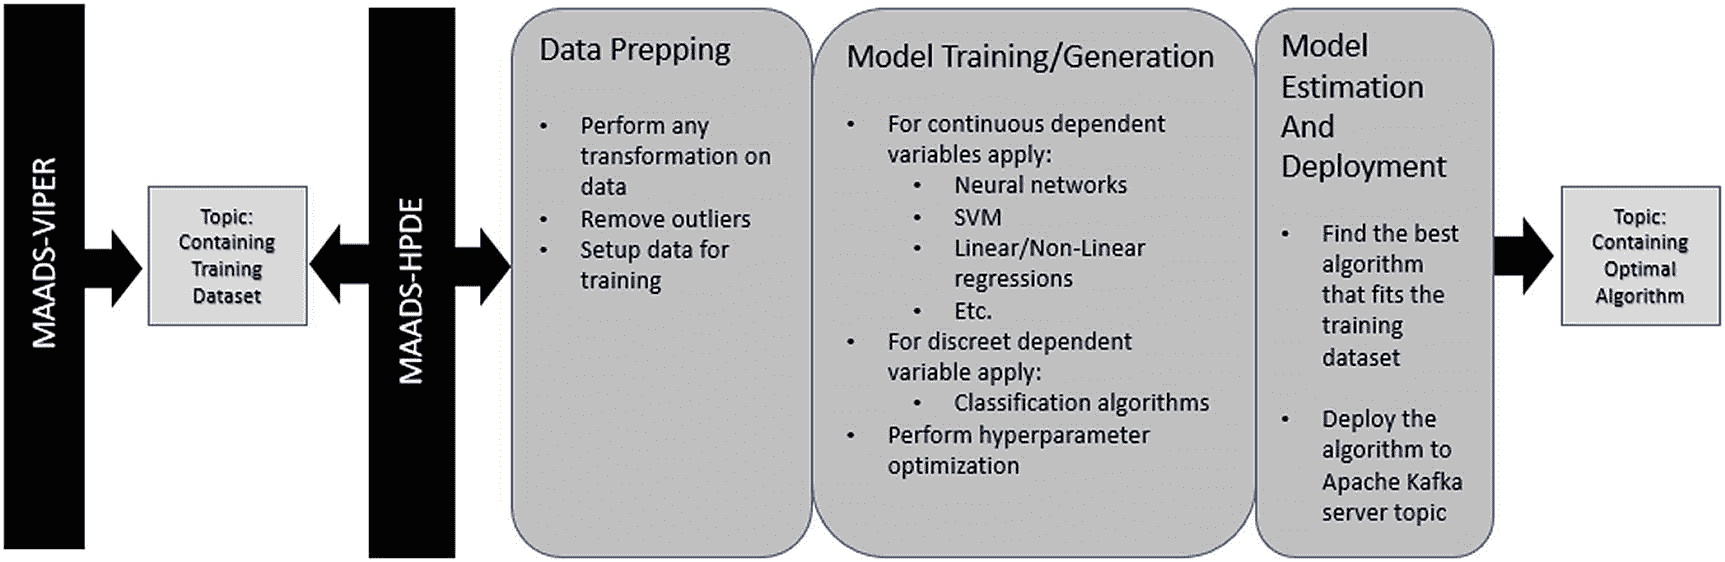 MAADS-VIPER
Topic:
Containing
Training
Dataset
MAADS-HPDE
Data Prepping
• Perform any
transformation on
data
• Remove outliers
• Setup data for
training
Model Training/Generation
• For continuous dependent
variables apply:
• Neural networks
• SVM
• Linear/Non-Linear
regressions
• Etc.
• For discreet dependent
variable apply:
• Classification algorithms
• Perform hyperparameter
optimization
Model
Estimation
And
Deployment
• Find the best
algorithm
that fits the
training
dataset
• Deploy the
algorithm to
Apache Kafka
server topic
Topic:
Containing
Optimal
Algorithm